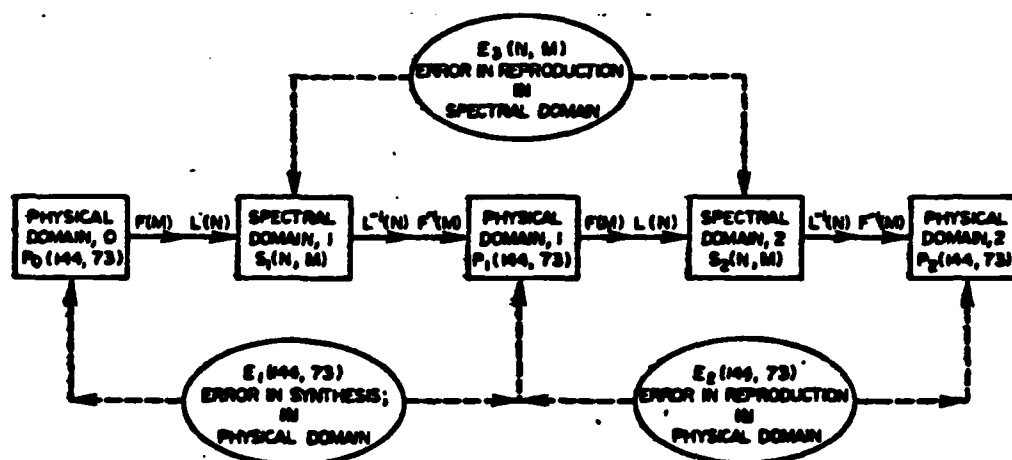 E₃ (N, M)
ERROR IN REPRODUCTION
IN
SPECTRAL DOMAIN
PHYSICAL
DOMAIN, 0
P₀ (144, 73)
F(M) L(N)
SPECTRAL
DOMAIN, 1
S₁ (N, M)
L⁻¹(N) F⁻¹(M)
PHYSICAL
DOMAIN, 1
P₁ (144, 73)
F(M) L(N)
SPECTRAL
DOMAIN, 2
S₂ (N, M)
L⁻¹(N) F⁻¹(M)
PHYSICAL
DOMAIN, 2
P₂ (144, 73)
E₁ (144, 73)
ERROR IN SYNTHESIS;
IN
PHYSICAL DOMAIN
E₂ (144, 73)
ERROR IN REPRODUCTION
IN
PHYSICAL DOMAIN